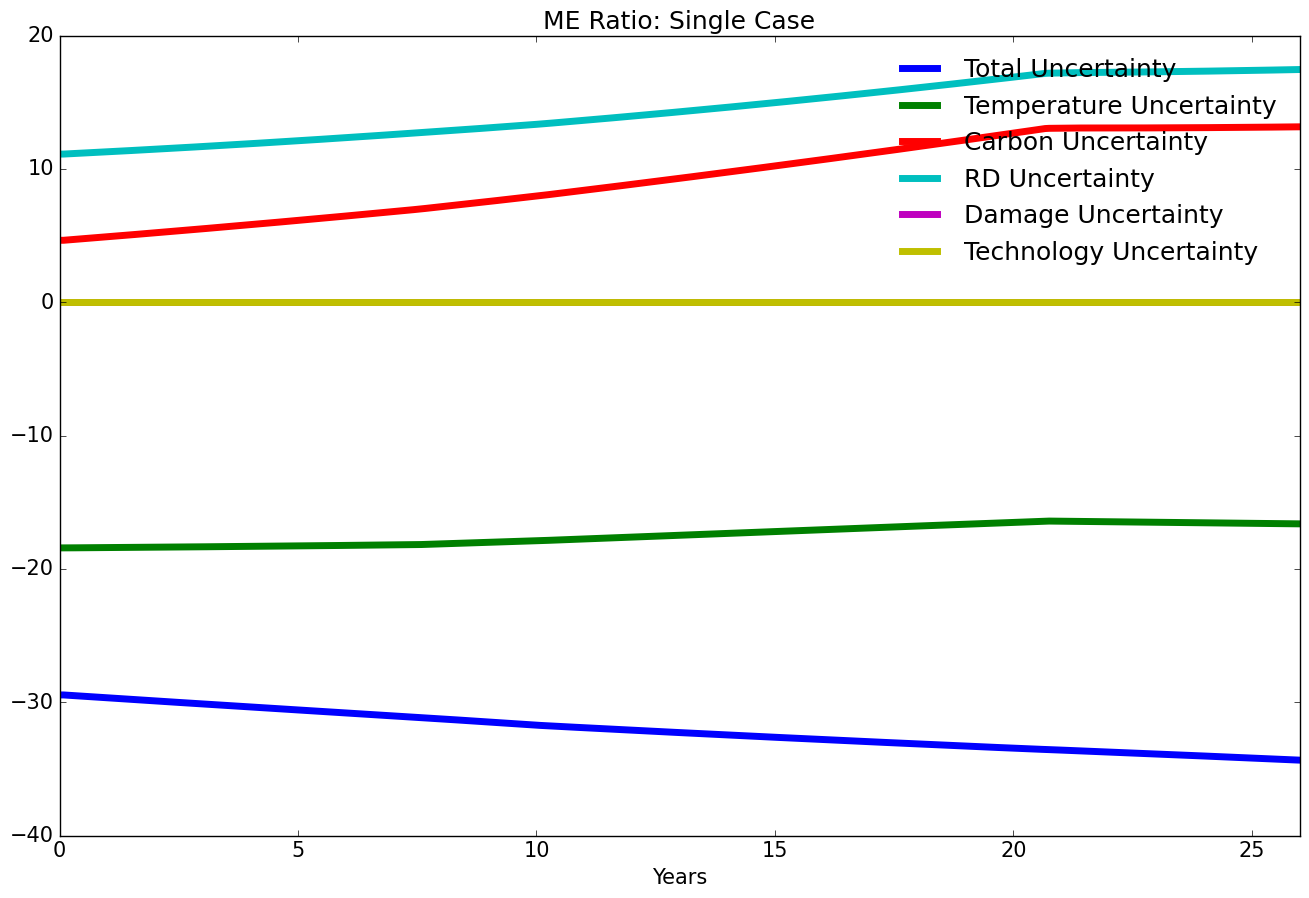 ME Ratio: Single Case
20
10
0
−10
−20
−30
−40
Total Uncertainty
Temperature Uncertainty
Carbon Uncertainty
RD Uncertainty
Damage Uncertainty
Technology Uncertainty
0 5 10 15 20 25
Years